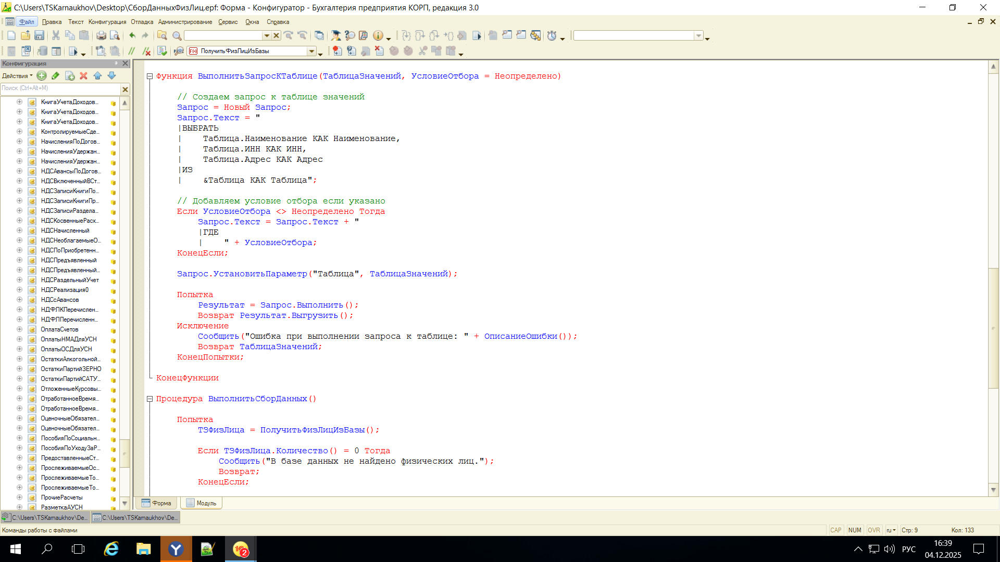 C:\Users\TSKarnaukhov\Desktop\СборДанныхФизЛиц.epf: Форма - Конфигуратор - Бухгалтерия предприятия КОРП, редакция 3.0
Файл Правка Текст Конфигурация Отладка Администрирование Сервис Окна Справка
ПолучитьФизЛицИзБазы
Конфигурация
Действия
Поиск (Ctrl+Alt+M)
КнигаУчетаДоходов...
КнигаУчетаДоходов...
КнигаУчетаДоходов...
КонтролируемыеСде...
НачисленияПоДогов...
НачисленияУдержан...
НачисленияУдержан...
НДСАвансыПоДогов...
НДСВключенныйВСт...
НДСЗаписиКнигиПо...
НДСЗаписиКнигиПр...
НДСЗаписиРаздела...
НДСКосвенныеРасх...
НДСНачисленный
НДСНеоблагаемыеО...
НДСПоПриобретенн...
НДСПредъявленный
НДСПредъявленный...
НДСРаздельныйУчет
НДСРеализация0
НДСсАвансов
НДФЛКПеречислен...
НДФЛПеречисленн...
ОплатаСчетов
ОплатыНМАДляУСН
ОплатыОСДляУСН
ОстаткиАлкогольной...
ОстаткиПартийЗЕРНО
ОстаткиПартийСАТУ...
ОтложенныеКурсовы...
ОтработанноеВремя...
ОтработанноеВремя...
ОценочныеОбязател...
ОценочныеОбязател...
ПособияПоСоциальн...
ПособияПоУходуЗаР...
ПредоставленныеСт...
ПрослеживаемыеОс...
ПрослеживаемыеТо...
ПрослеживаемыеТо...
ПрочиеРасчеты
РазметкаАУСН
Функция ВыполнитьЗапросКТаблице(ТаблицаЗначений, УсловиеОтбора = Неопределено)
// Создаем запрос к таблице значений
Запрос = Новый Запрос;
Запрос.Текст = "
|ВЫБРАТЬ
|    Таблица.Наименование КАК Наименование,
|    Таблица.ИНН КАК ИНН,
|    Таблица.Адрес КАК Адрес
|ИЗ
|    &Таблица КАК Таблица";
// Добавляем условие отбора если указано
Если УсловиеОтбора <> Неопределено Тогда
Запрос.Текст = Запрос.Текст + "
|ГДЕ
|    " + УсловиеОтбора;
КонецЕсли;
Запрос.УстановитьПараметр("Таблица", ТаблицаЗначений);
Попытка
Результат = Запрос.Выполнить();
Возврат Результат.Выгрузить();
Исключение
Сообщить("Ошибка при выполнении запроса к таблице: " + ОписаниеОшибки());
Возврат ТаблицаЗначений;
КонецПопытки;
КонецФункции
Процедура ВыполнитьСборДанных()
Попытка
ТЗФизЛица = ПолучитьФизЛицИзБазы();
Если ТЗФизЛица.Количество() = 0 Тогда
Сообщить("В базе данных не найдено физических лиц.");
Возврат;
КонецЕсли;
Форма Модуль
C:\Users\TSKarnaukhov\De... C:\Users\TSKarnaukhov\De...
Команды работы с файлами CAP NUM OVR ru Стр: 9 Кол: 133
2 РУС 16:39
04.12.2025